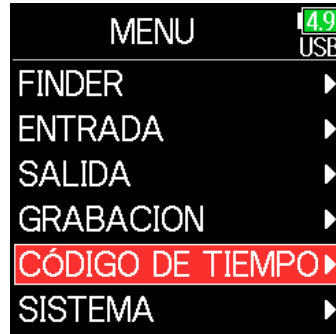 MENU
4.9
USB
FINDER
ENTRADA
SALIDA
GRABACION
CÓDIGO DE TIEMPO
SISTEMA